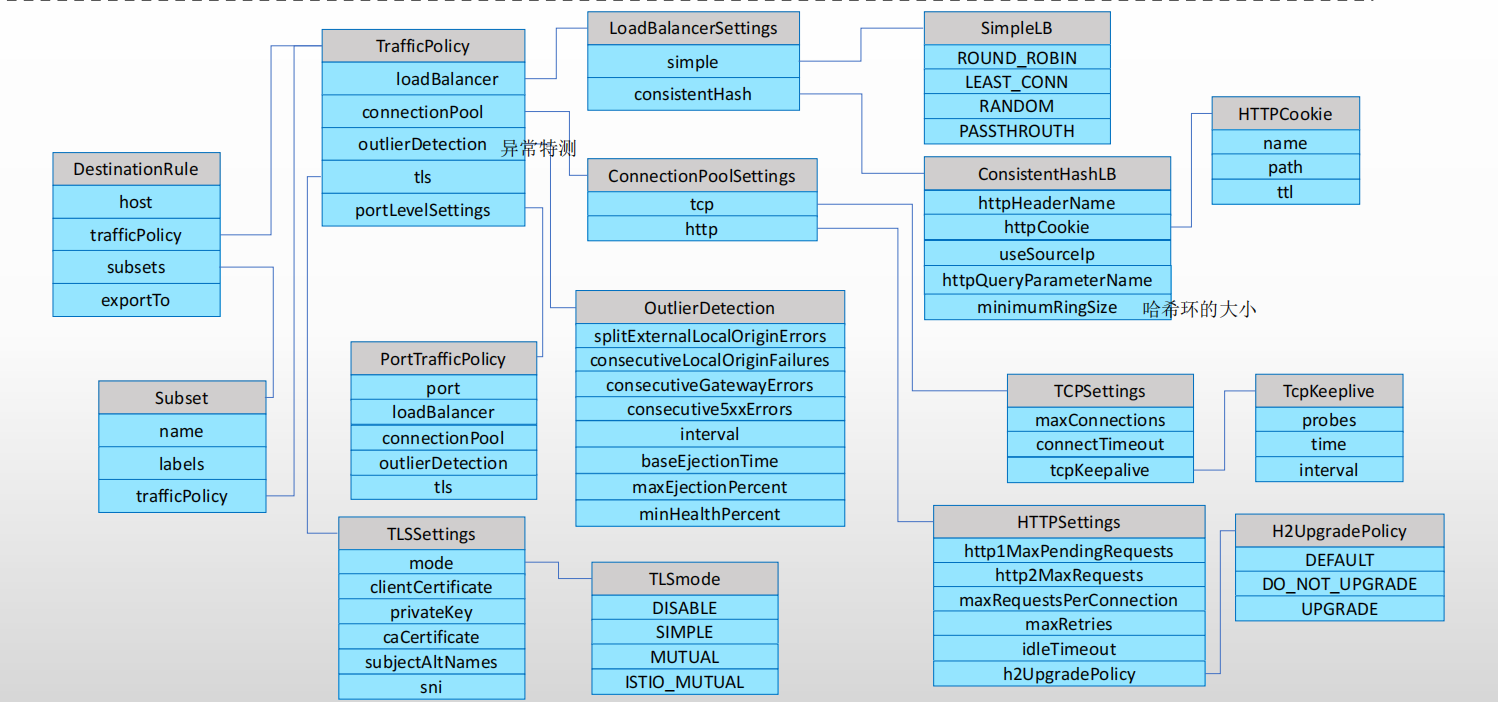 DestinationRule
host
trafficPolicy
subsets
exportTo
Subset
name
labels
trafficPolicy
TrafficPolicy
loadBalancer
connectionPool
outlierDetection 异常特测
tls
portLevelSettings
PortTrafficPolicy
port
loadBalancer
connectionPool
outlierDetection
tls
TLSSettings
mode
clientCertificate
privateKey
caCertificate
subjectAltNames
sni
LoadBalancerSettings
simple
consistentHash
ConnectionPoolSettings
tcp
http
OutlierDetection
splitExternalLocalOriginErrors
consecutiveLocalOriginFailures
consecutiveGatewayErrors
consecutive5xxErrors
interval
baseEjectionTime
maxEjectionPercent
minHealthPercent
TLSmode
DISABLE
SIMPLE
MUTUAL
ISTIO_MUTUAL
SimpleLB
ROUND_ROBIN
LEAST_CONN
RANDOM
PASSTHROUTH
ConsistentHashLB
httpHeaderName
httpCookie
useSourceIp
httpQueryParameterName
minimumRingSize 哈希环的大小
HTTPCookie
name
path
ttl
TCPSettings
maxConnections
connectTimeout
tcpKeepalive
TcpKeeplive
probes
time
interval
HTTPSettings
http1MaxPendingRequests
http2MaxRequests
maxRequestsPerConnection
maxRetries
idleTimeout
h2UpgradePolicy
H2UpgradePolicy
DEFAULT
DO_NOT_UPGRADE
UPGRADE